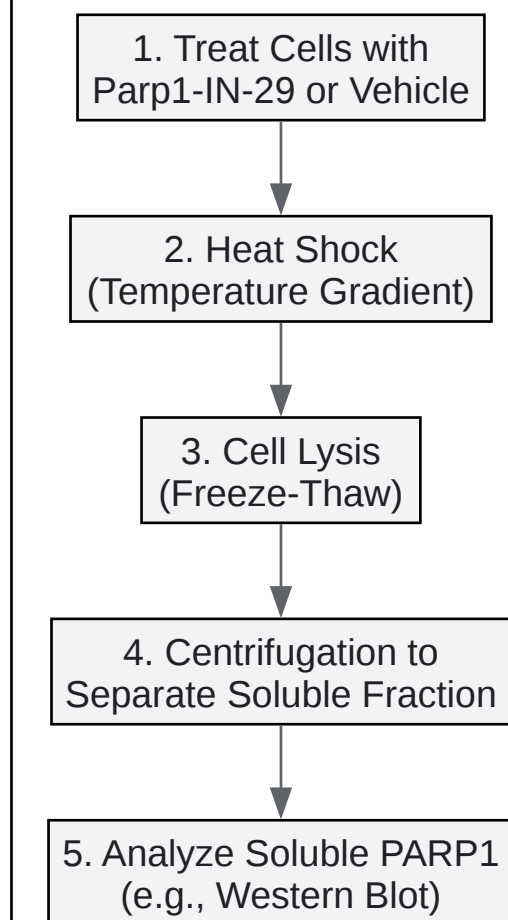 1. Treat Cells with
Parp1-IN-29 or Vehicle
2. Heat Shock
(Temperature Gradient)
3. Cell Lysis
(Freeze-Thaw)
4. Centrifugation to
Separate Soluble Fraction
5. Analyze Soluble PARP1
(e.g., Western Blot)